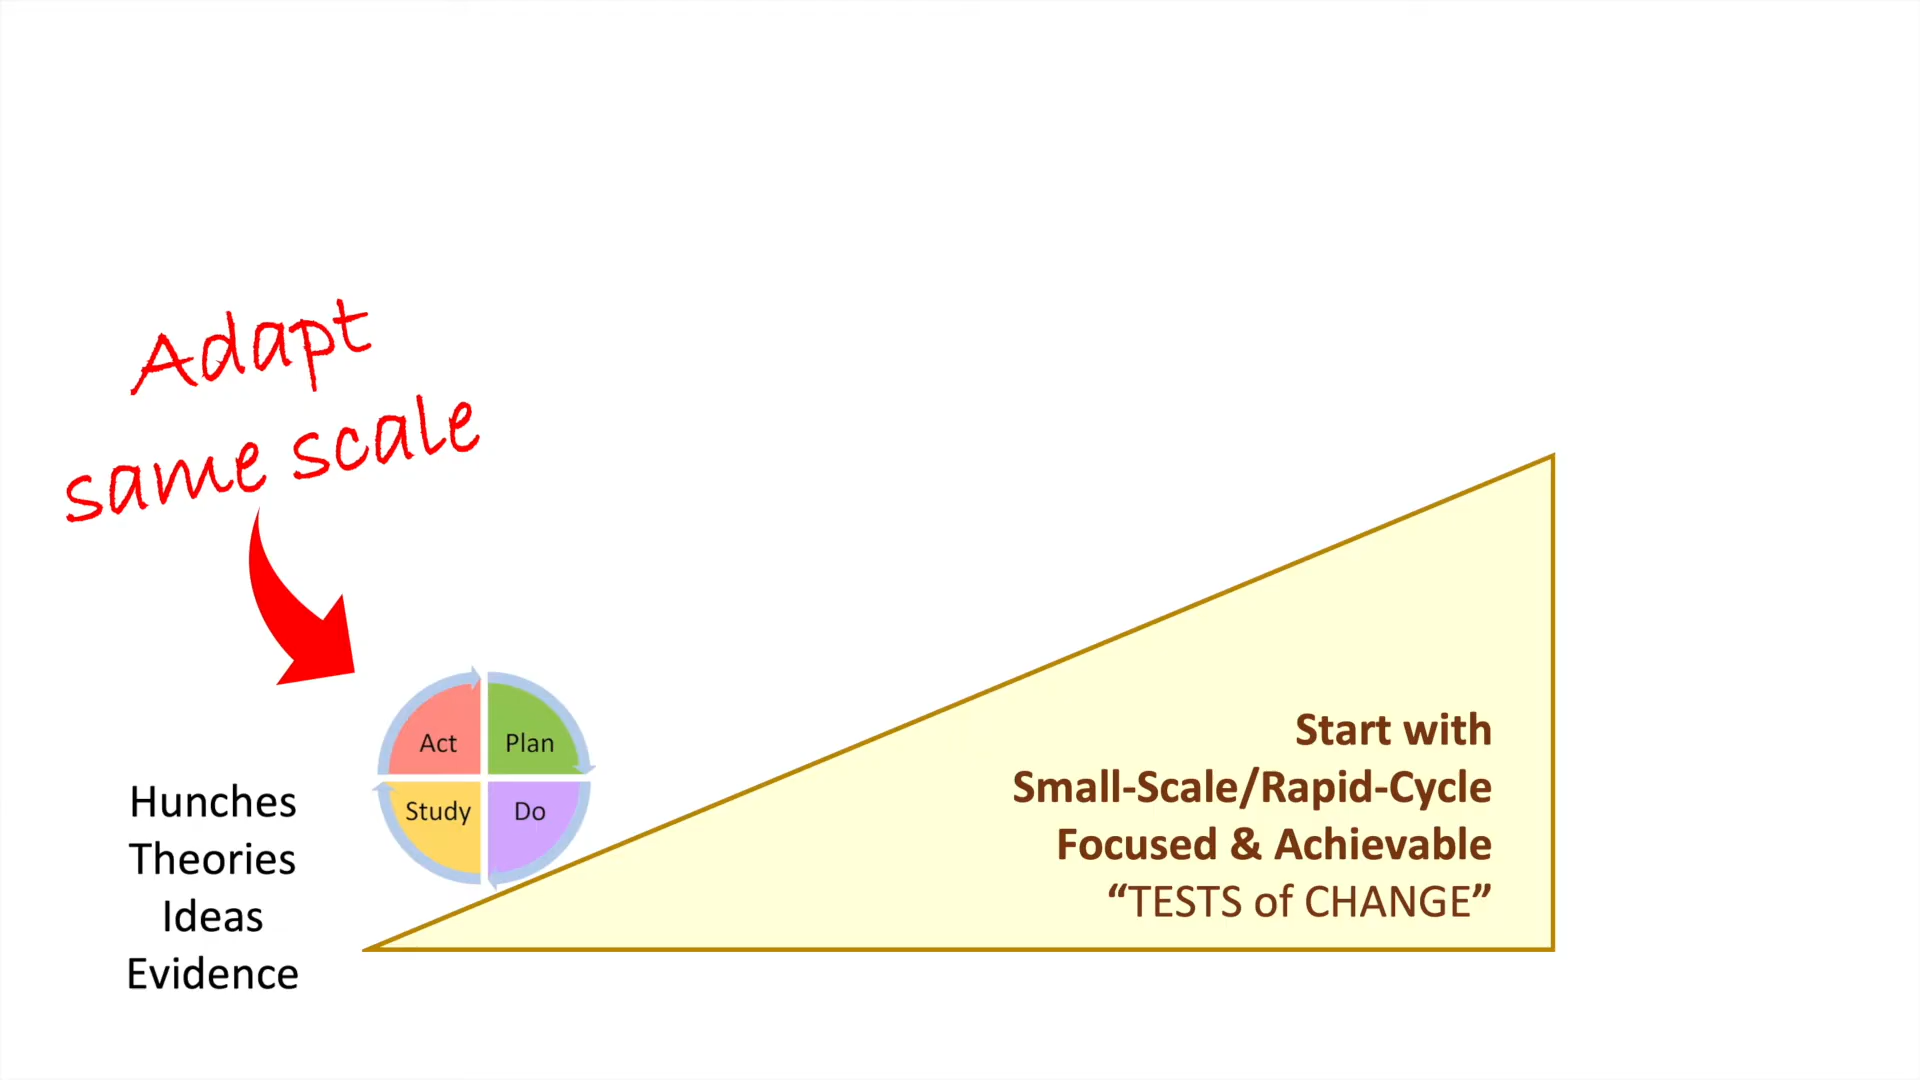 Adapt
same scale
Act
Plan
Study
Do
Hunches
Theories
Ideas
Evidence
Start with
Small-Scale/Rapid-Cycle
Focused & Achievable
“TESTS of CHANGE”